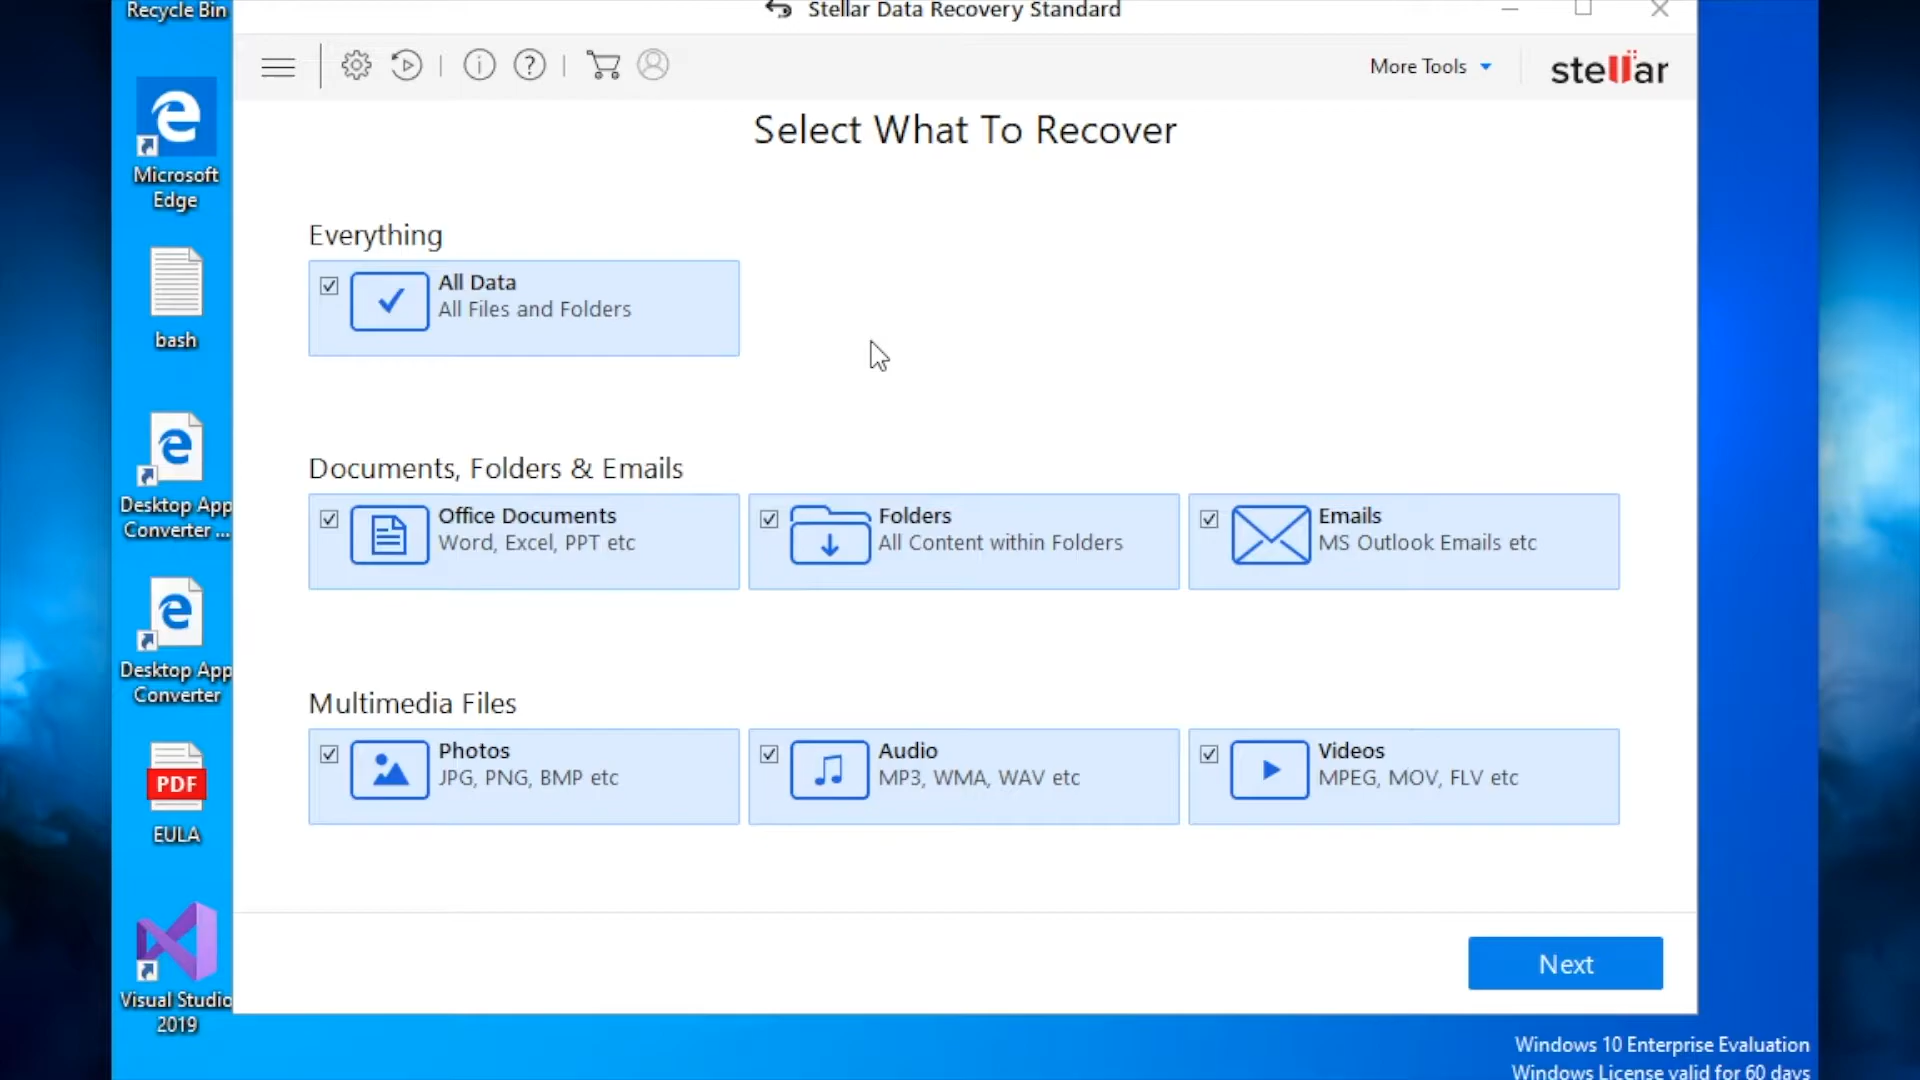 Recycle Bin
Stellar Data Recovery Standard
More Tools
stellar
Select What To Recover
Microsoft
Edge
Everything
All Data
All Files and Folders
bash
Documents, Folders & Emails
Office Documents
Word, Excel, PPT etc
Folders
All Content within Folders
Emails
MS Outlook Emails etc
Desktop App
Converter ...
Desktop App
Converter
Multimedia Files
Photos
JPG, PNG, BMP etc
Audio
MP3, WMA, WAV etc
Videos
MPEG, MOV, FLV etc
PDF
EULA
Next
Visual Studio
2019
Windows 10 Enterprise Evaluation
Windows License valid for 60 days